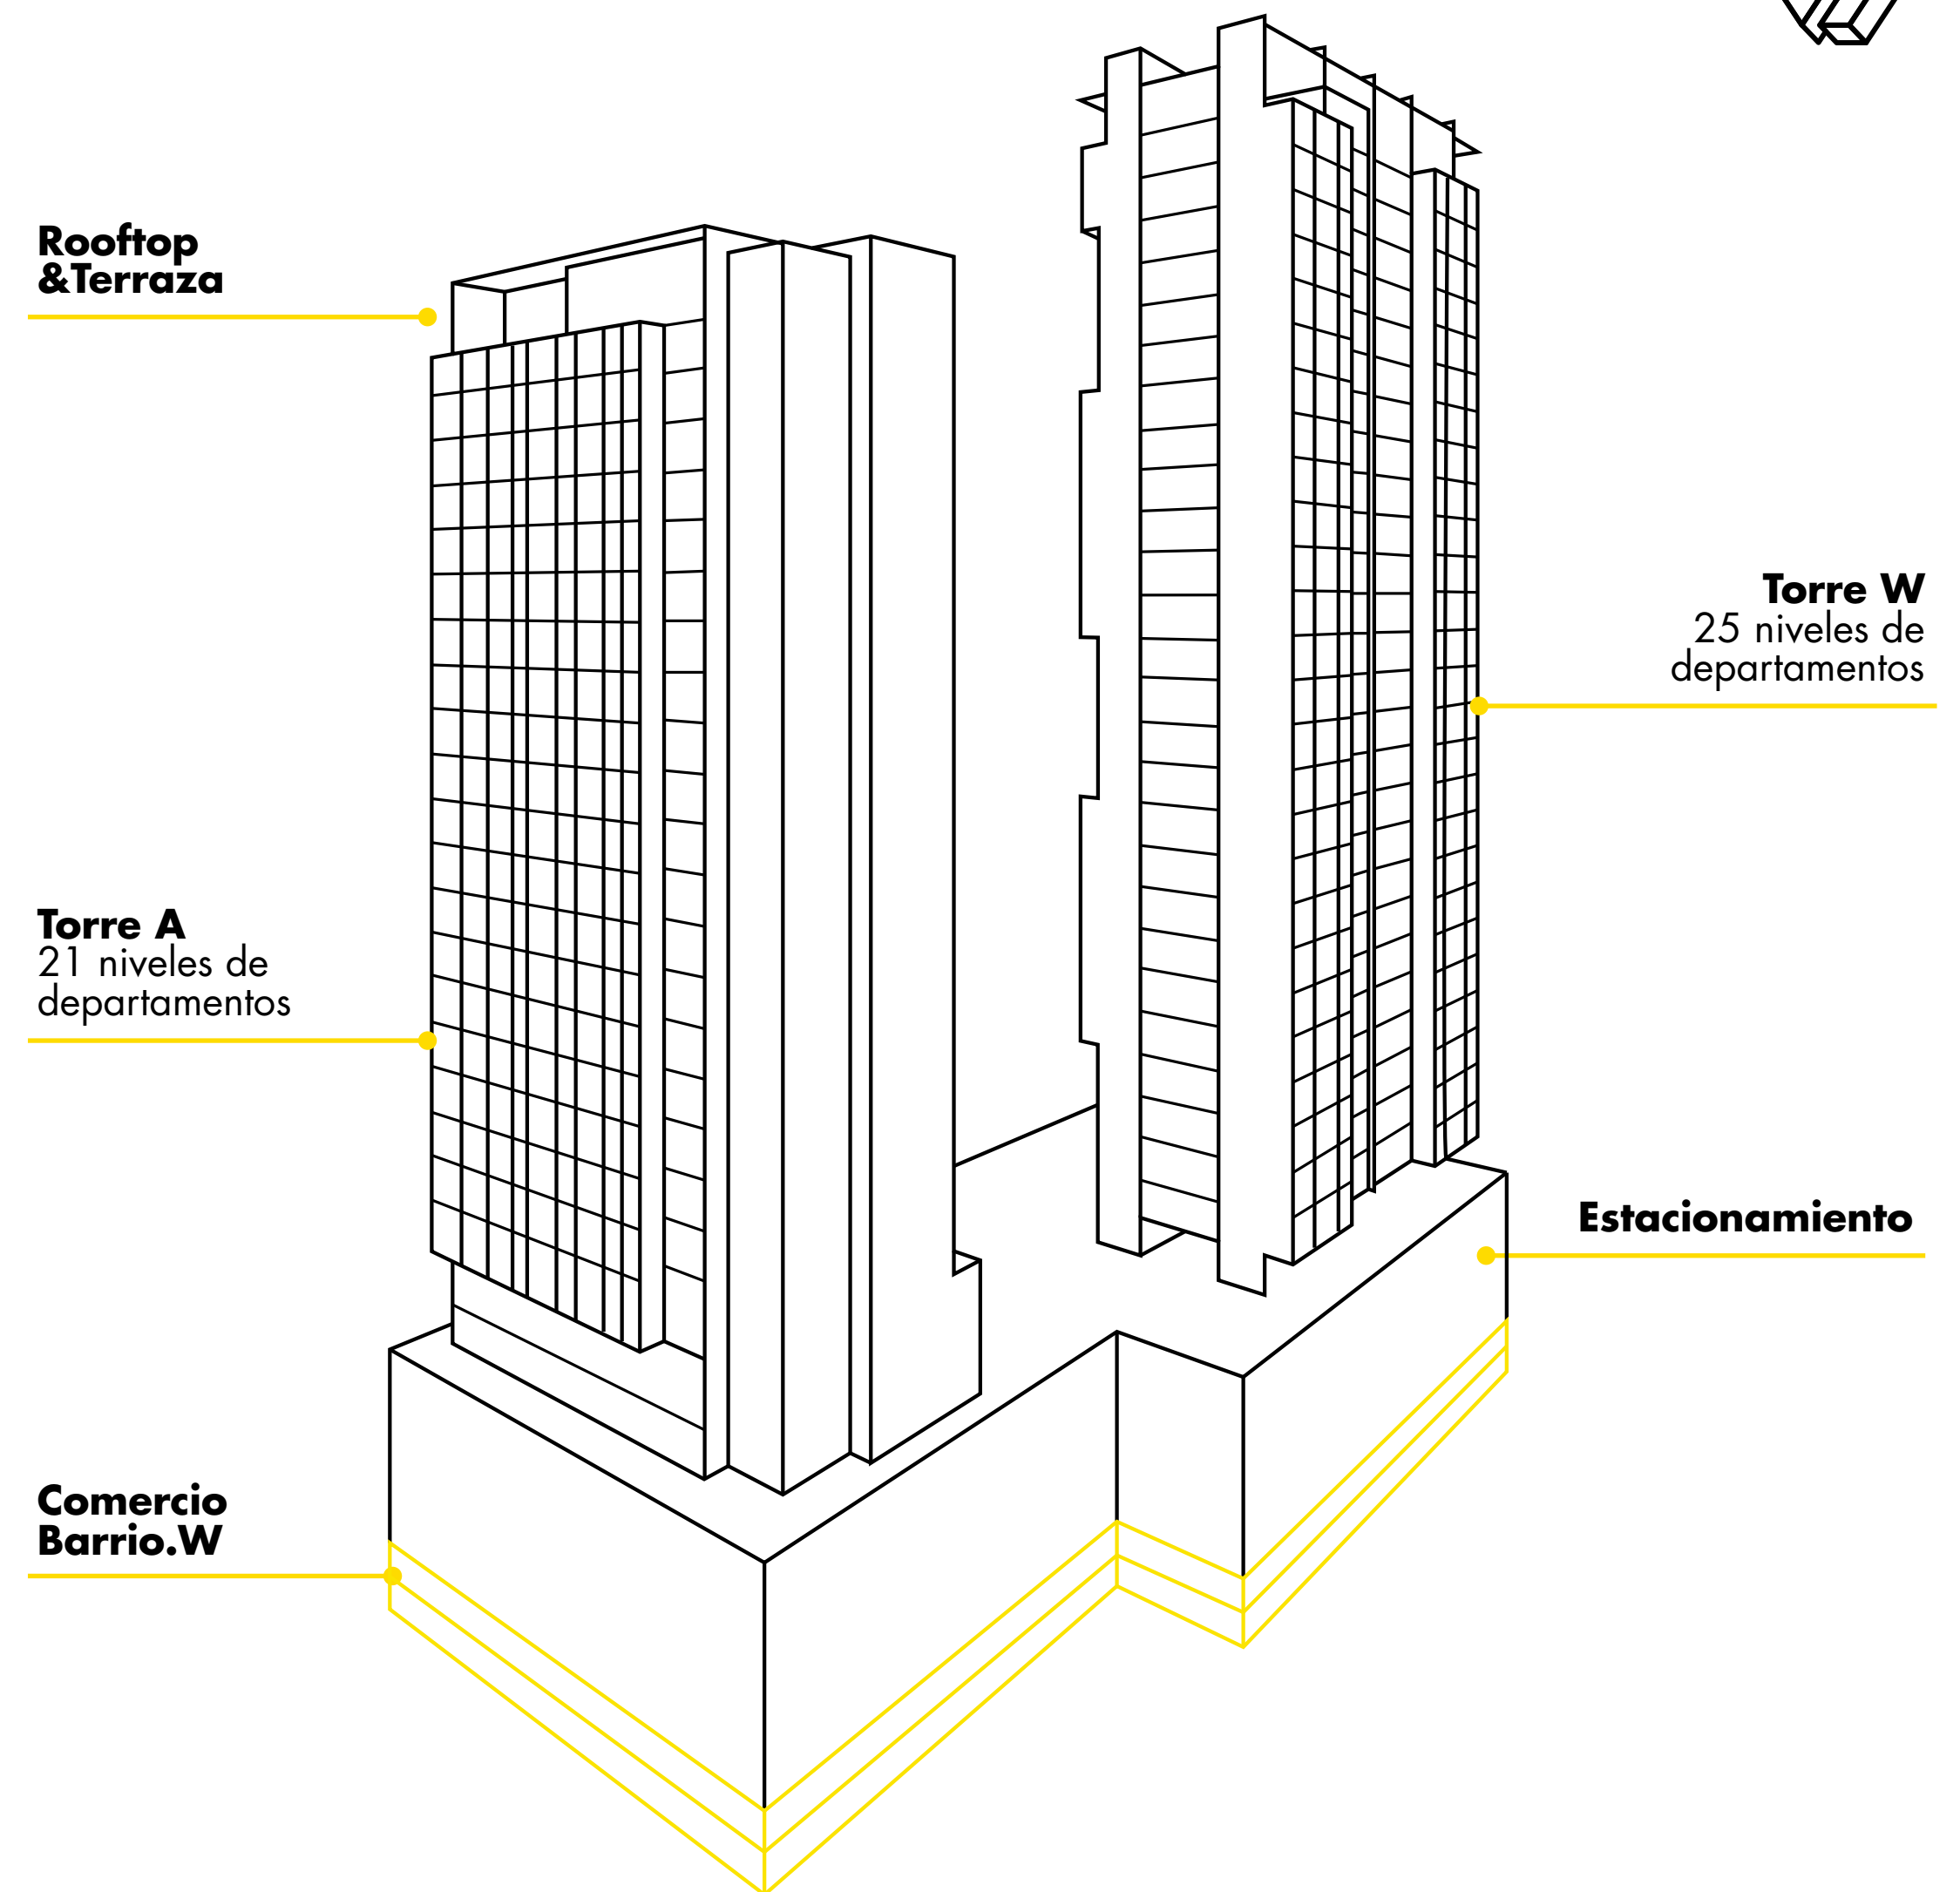 Rooftop
&Terraza
Torre W
25 niveles de
departamentos
Torre A
21 niveles de
departamentos
Estacionamiento
Comercio
Barrio.W